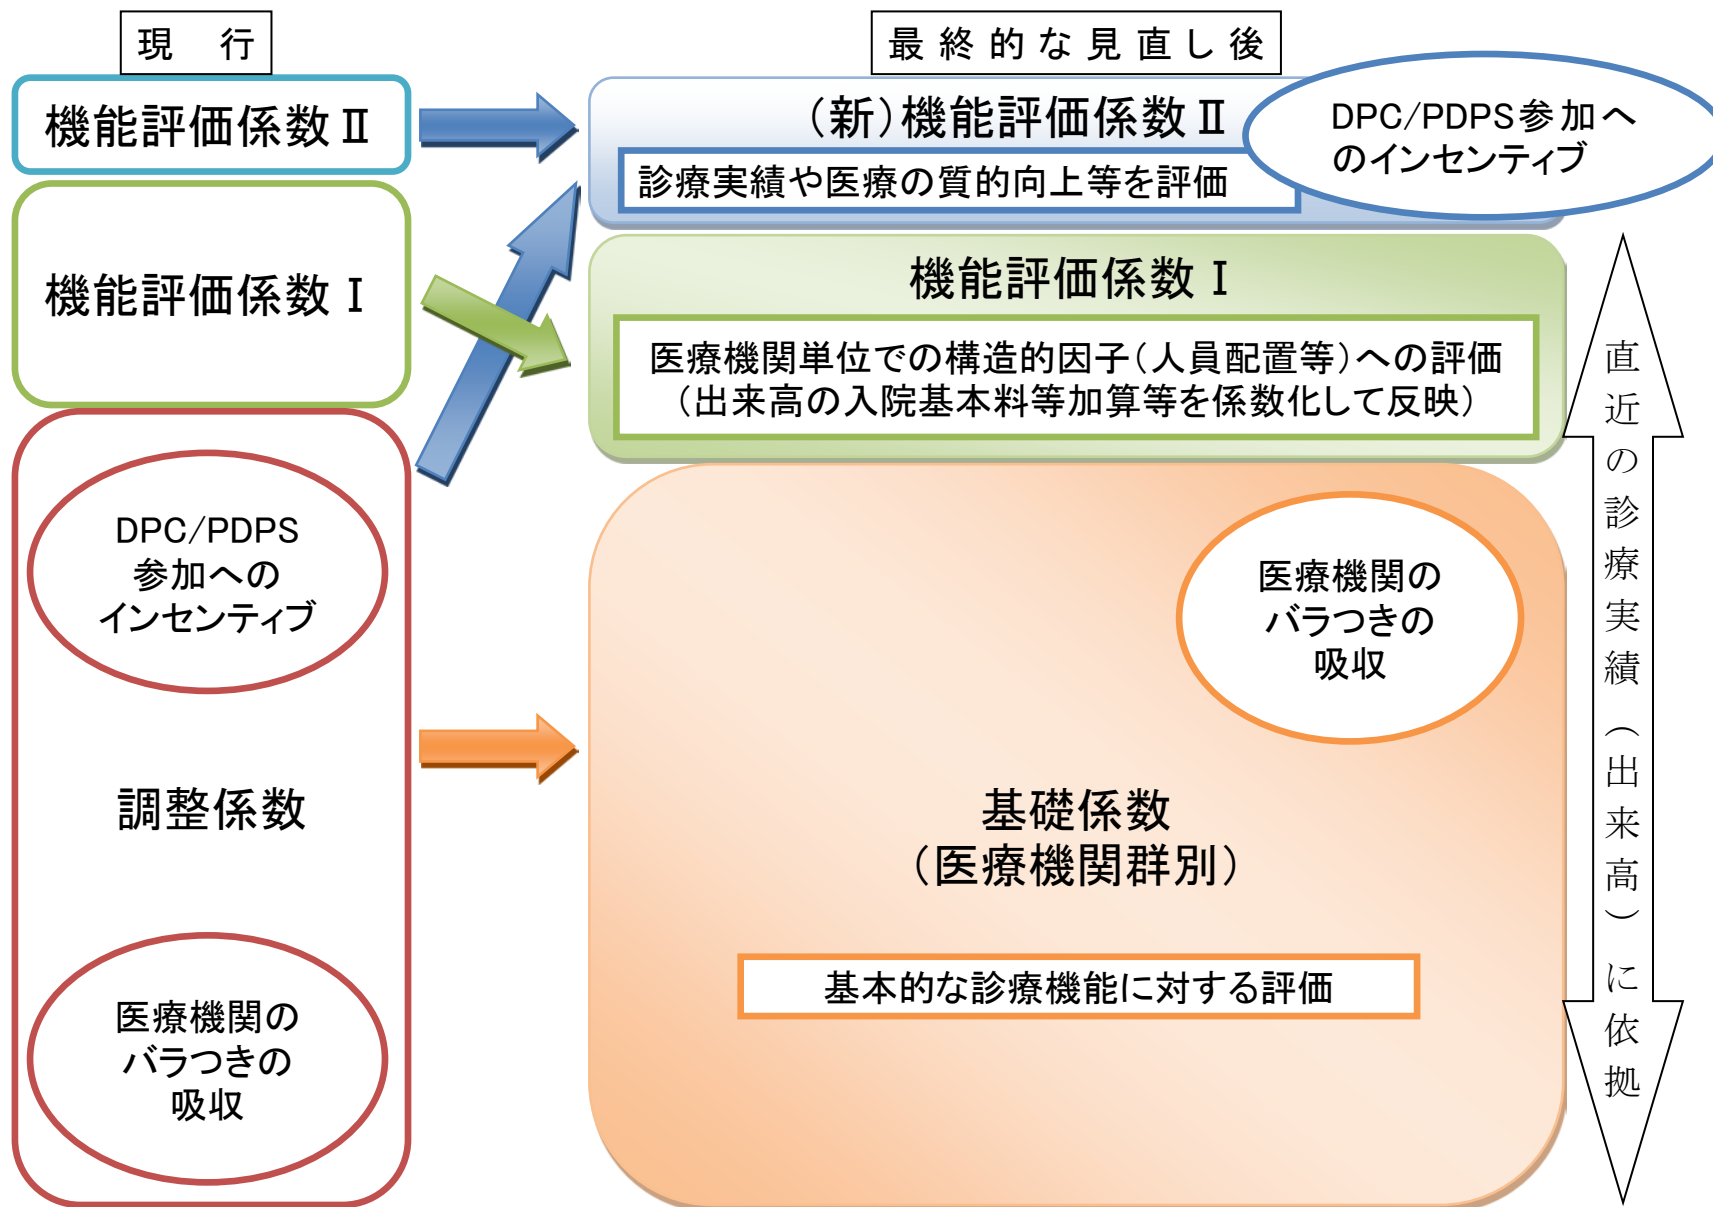 現　行
機能評価係数Ⅱ
機能評価係数Ⅰ
DPC/PDPS
参加への
インセンティブ
調整係数
医療機関の
バラつきの
吸収
最終的な見直し後
（新）機能評価係数Ⅱ
診療実績や医療の質的向上等を評価
DPC/PDPS参加へ
のインセンティブ
機能評価係数Ⅰ
医療機関単位での構造的因子（人員配置等）への評価
（出来高の入院基本料等加算等を係数化して反映）
医療機関の
バラつきの
吸収
基礎係数
（医療機関群別）
基本的な診療機能に対する評価
直近の診療実績（出来高）に依拠